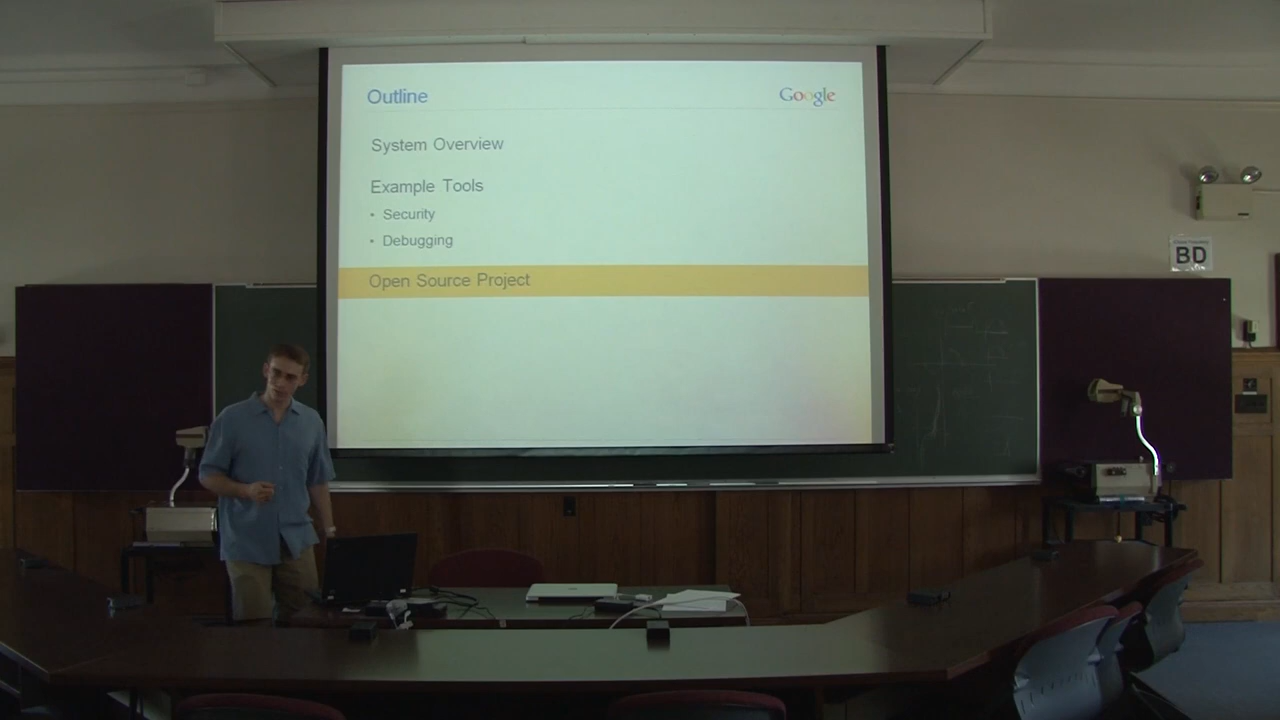 Outline
Google
System Overview
Example Tools
• Security
• Debugging
Open Source Project
BD